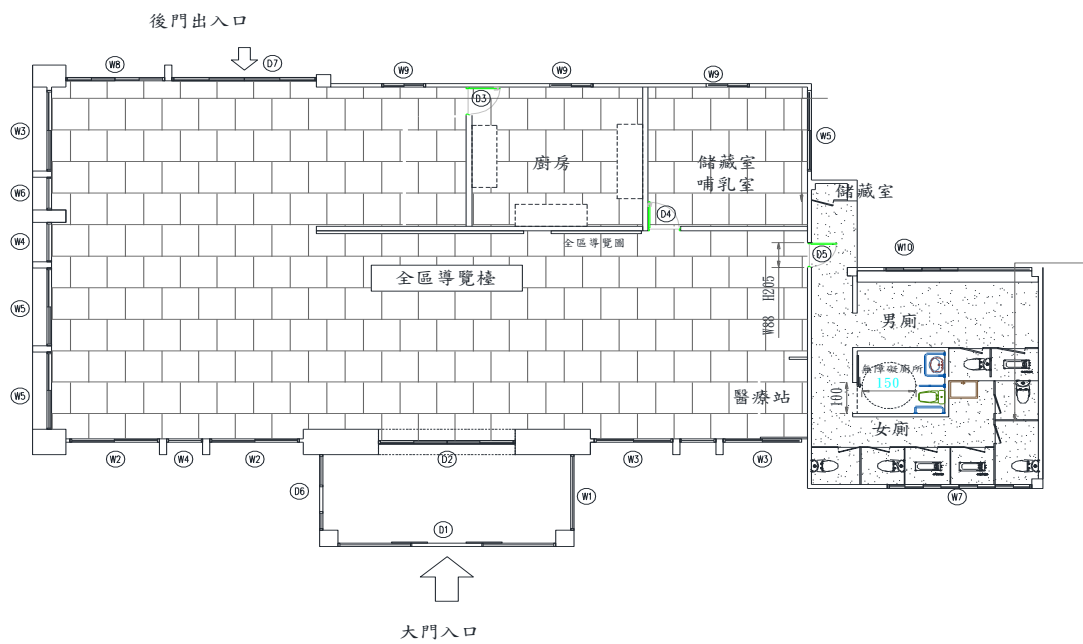 後門出入口
W8
D7
W9
W9
W9
D3
W3
W5
廚房
儲藏室
哺乳室
儲藏室
W6
D4
W4
全區導覽圖
D5
W10
全區導覽檯
W88 H205
W5
男廁
無障礙廁所
150
W5
醫療站
100
女廁
W2
W4
W2
D2
W3
W3
D6
W1
W7
D1
大門入口